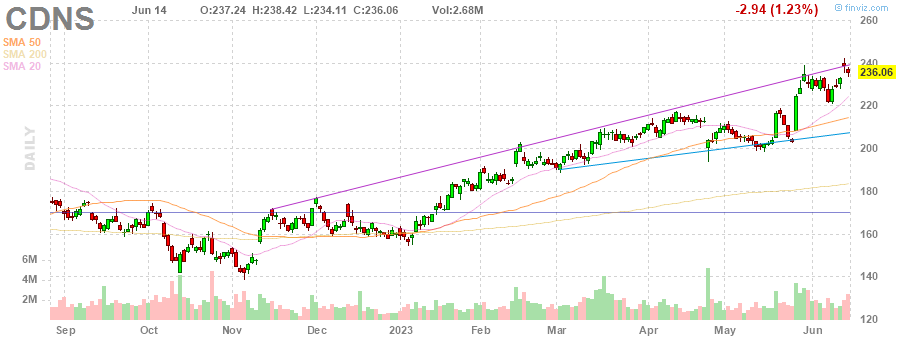 CDNS Jun 14 O:237.24 H:238.42 L:234.11 C:236.06 Vol:2.68M -2.94 (1.23%) © finviz.com
SMA 50
SMA 200
SMA 20
DAILY
260
240
236.06
220
200
180
160
140
120
6M
4M
2M
Sep Oct Nov Dec 2023 Feb Mar Apr May Jun